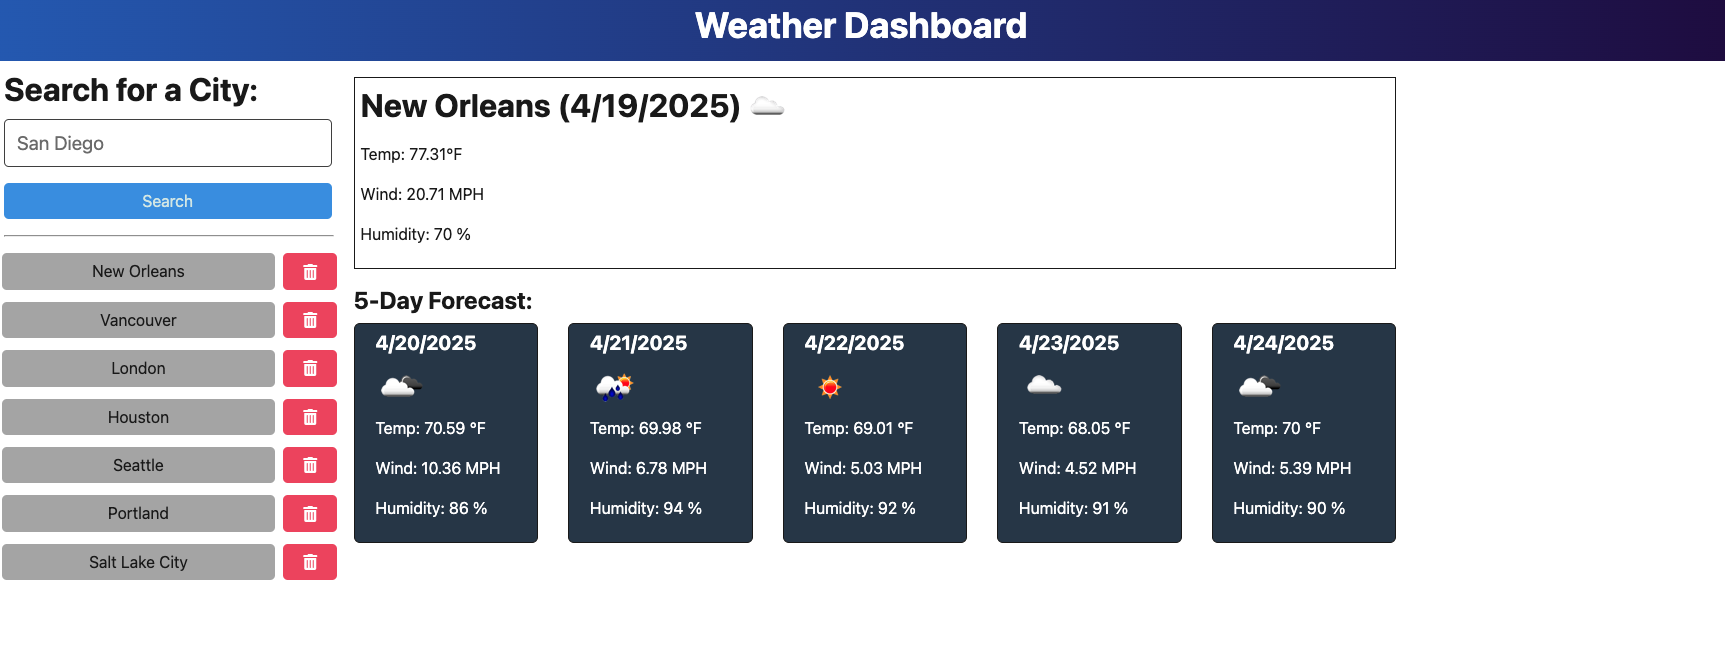 Weather Dashboard
Search for a City:
San Diego
Search
New Orleans
Vancouver
London
Houston
Seattle
Portland
Salt Lake City
New Orleans (4/19/2025)
Temp: 77.31°F
Wind: 20.71 MPH
Humidity: 70 %
5-Day Forecast:
4/20/2025
Temp: 70.59 °F
Wind: 10.36 MPH
Humidity: 86 %
4/21/2025
Temp: 69.98 °F
Wind: 6.78 MPH
Humidity: 94 %
4/22/2025
Temp: 69.01 °F
Wind: 5.03 MPH
Humidity: 92 %
4/23/2025
Temp: 68.05 °F
Wind: 4.52 MPH
Humidity: 91 %
4/24/2025
Temp: 70 °F
Wind: 5.39 MPH
Humidity: 90 %